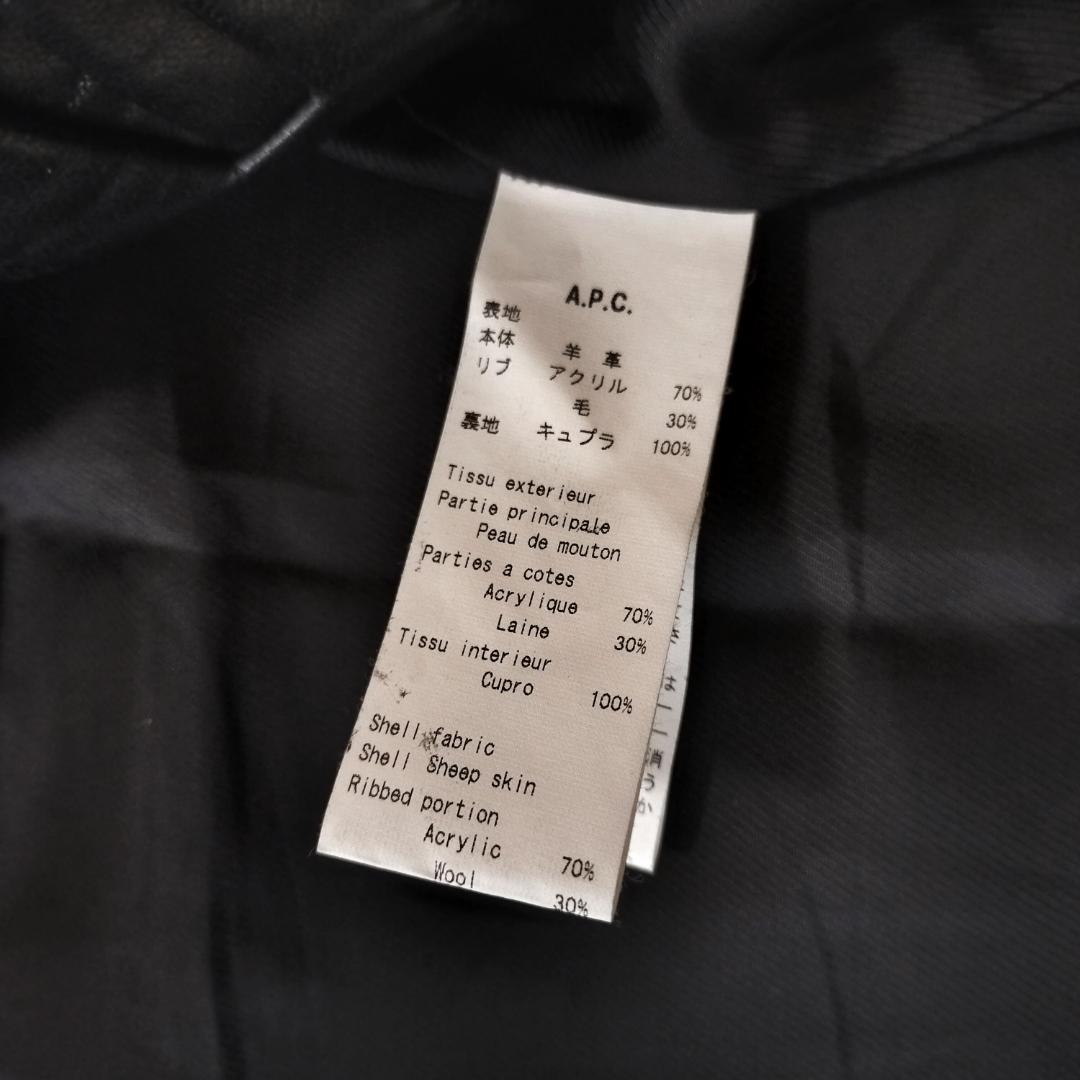 A.P.C.
表地
本体 羊 革
リブ アクリル 70%
毛 30%
裏地 キュプラ 100%
Tissu exterieur
Partie principale
Peau de mouton
Parties a cotes
Acrylique 70%
Laine 30%
Tissu interieur
Cupro 100%
Shell fabric
Shell Sheep skin
Ribbed portion
Acrylic 70%
Wool 30%